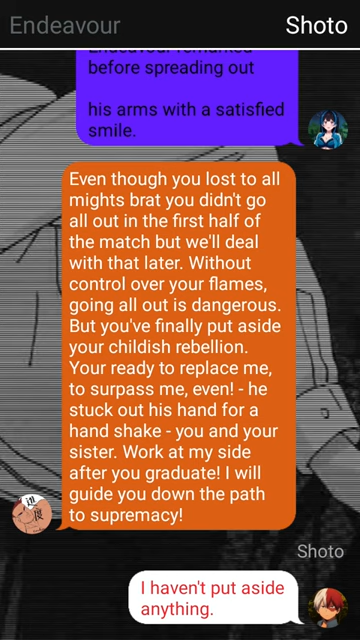 Endeavour
Shoto
Endeavour remarked
before spreading out
his arms with a satisfied
smile.
Even though you lost to all
mights brat you didn't go
all out in the first half of
the match but we'll deal
with that later. Without
control over your flames,
going all out is dangerous.
But you've finally put aside
your childish rebellion.
Your ready to replace me,
to surpass me, even! - he
stuck out his hand for a
hand shake - you and your
sister. Work at my side
after you graduate! I will
guide you down the path
to supremacy!
Shoto
I haven't put aside
anything.